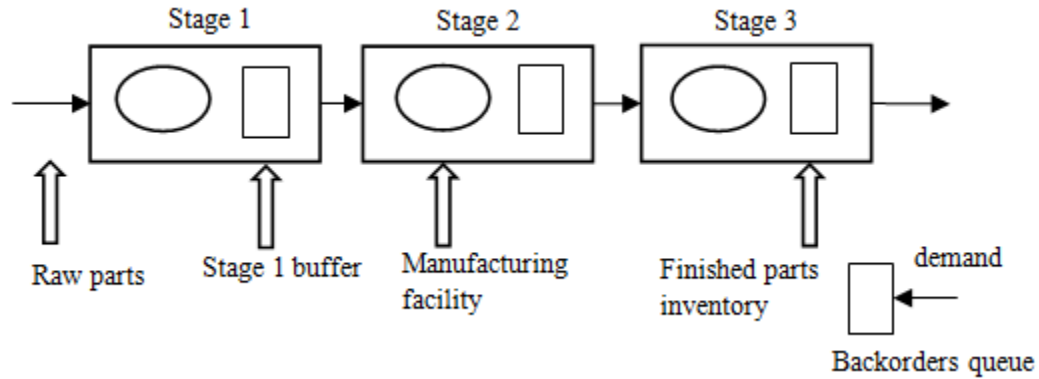 Stage 1
Stage 2
Stage 3
Raw parts
Stage 1 buffer
Manufacturing
facility
Finished parts
inventory
demand
Backorders queue